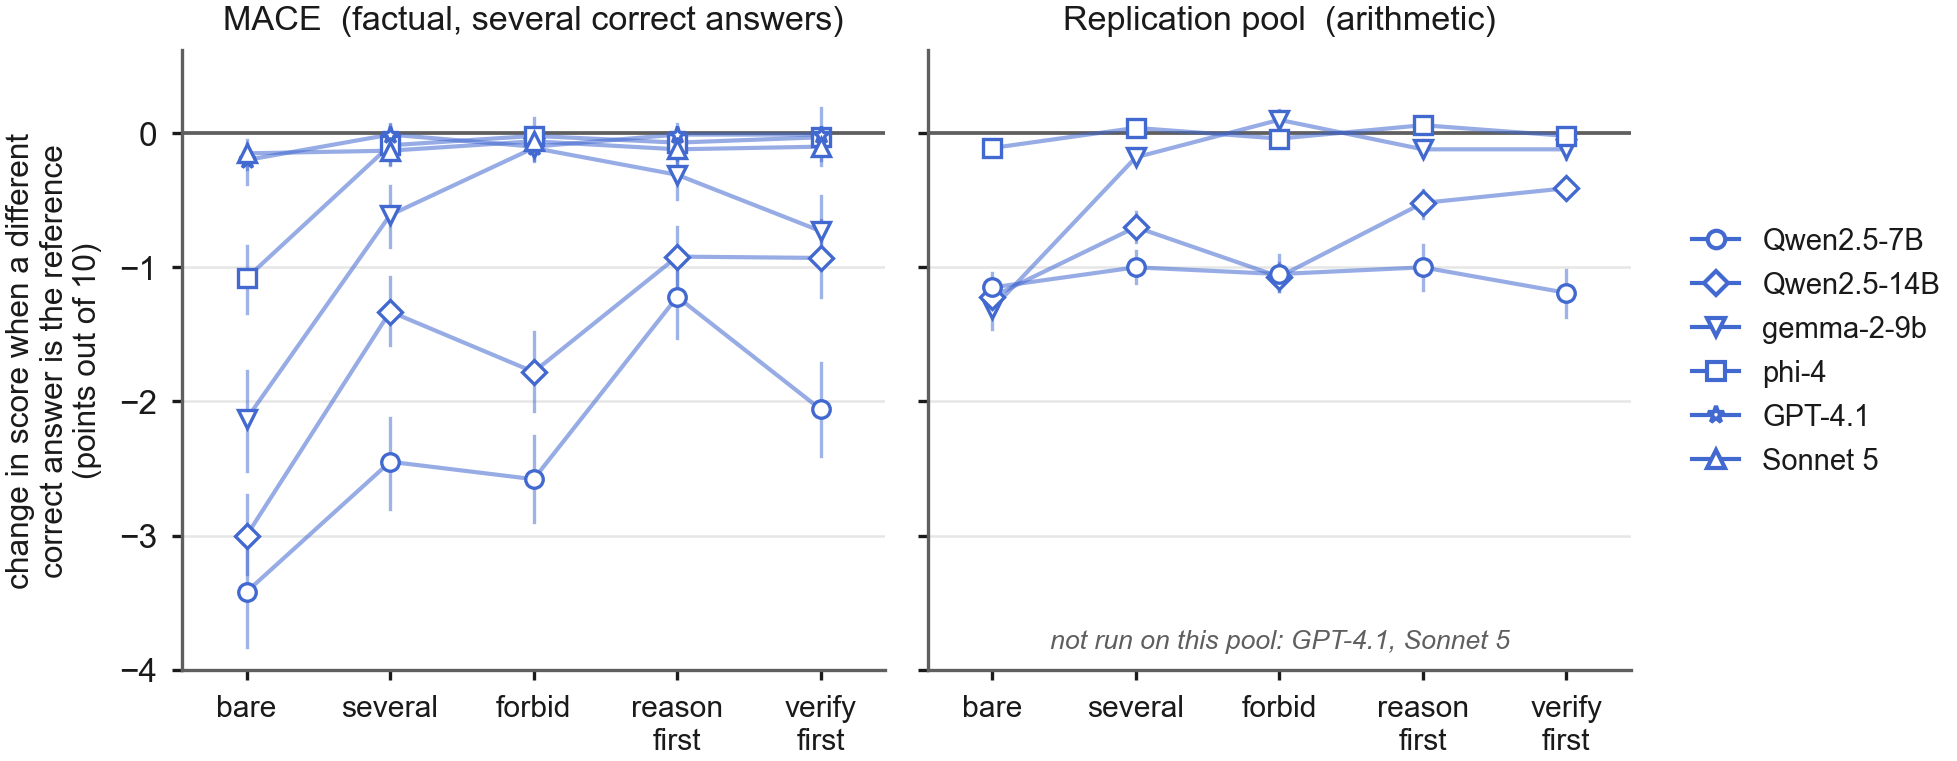 MACE  (factual, several correct answers)
Replication pool  (arithmetic)
change in score when a different
correct answer is the reference
(points out of 10)
0
−1
−2
−3
−4
bare
several
forbid
reason
first
verify
first
not run on this pool: GPT-4.1, Sonnet 5
bare
several
forbid
reason
first
verify
first
Qwen2.5-7B
Qwen2.5-14B
gemma-2-9b
phi-4
GPT-4.1
Sonnet 5